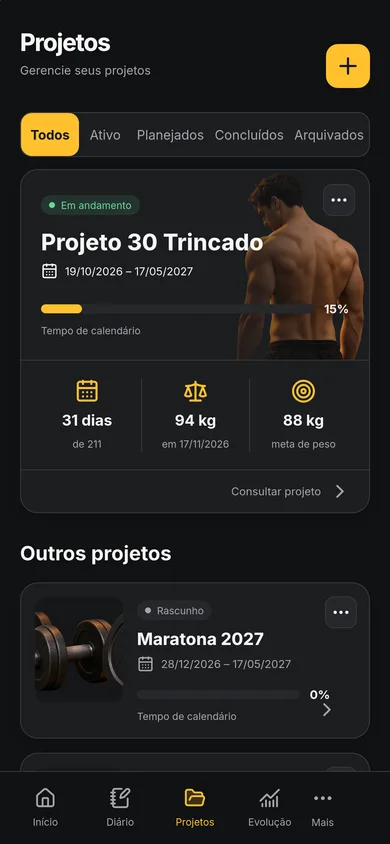 Projetos
Gerencie seus projetos
Todos Ativo Planejados Concluídos Arquivados
Em andamento
Projeto 30 Trincado
19/10/2026 – 17/05/2027
15%
Tempo de calendário
31 dias 94 kg 88 kg
de 211 em 17/11/2026 meta de peso
Consultar projeto
Outros projetos
Rascunho
Maratona 2027
28/12/2026 – 17/05/2027
0%
Tempo de calendário
Início Diário Projetos Evolução Mais